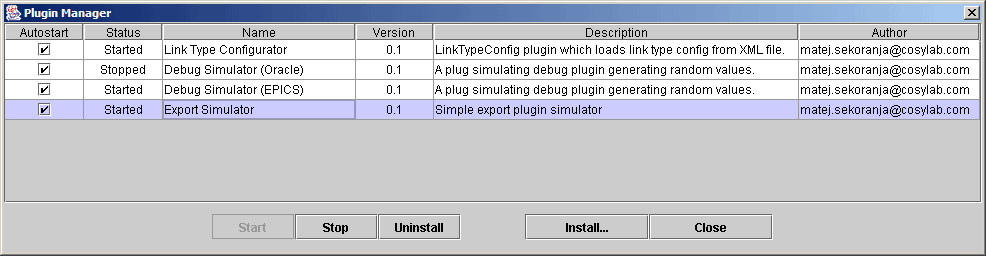 Plugin Manager
Autostart Status Name Version Description Author
Started Link Type Configurator 0.1 LinkTypeConfig plugin which loads link type config from XML file. matej.sekoranja@cosylab.com
Stopped Debug Simulator (Oracle) 0.1 A plug simulating debug plugin generating random values. matej.sekoranja@cosylab.com
Started Debug Simulator (EPICS) 0.1 A plug simulating debug plugin generating random values. matej.sekoranja@cosylab.com
Started Export Simulator 0.1 Simple export plugin simulator matej.sekoranja@cosylab.com
Start Stop Uninstall Install... Close